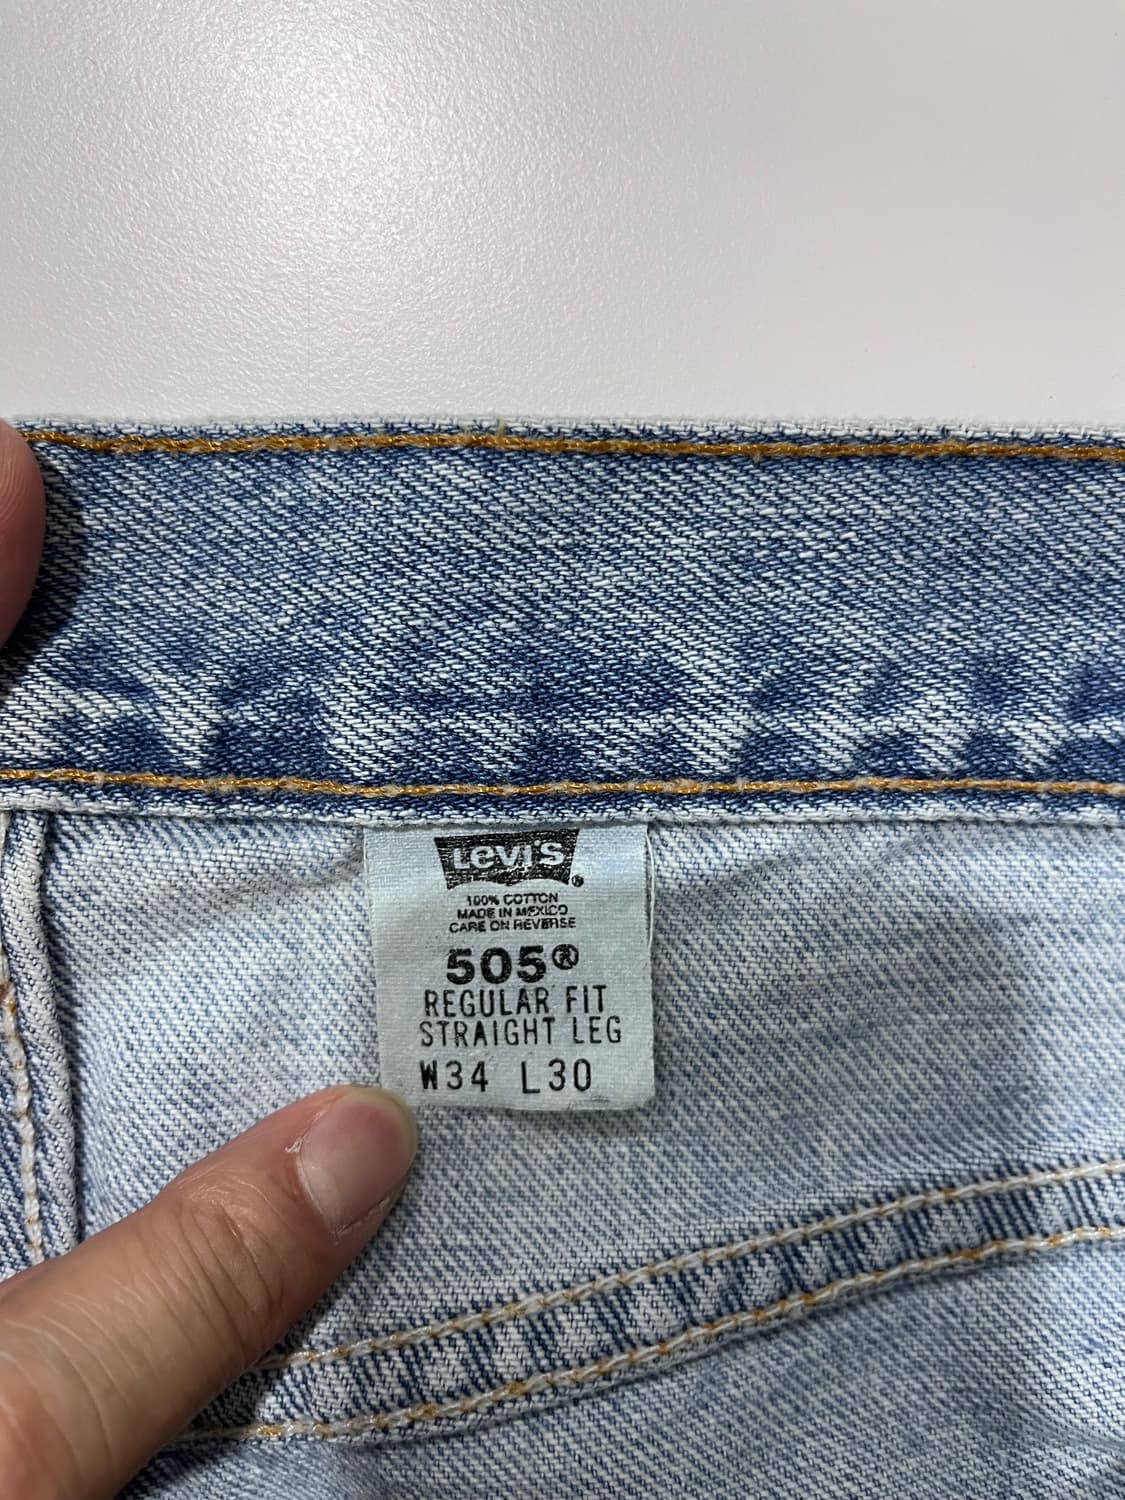 Levi's®
100% COTTON
MADE IN MEXICO
CARE ON REVERSE
505®
REGULAR FIT
STRAIGHT LEG
W34 L30